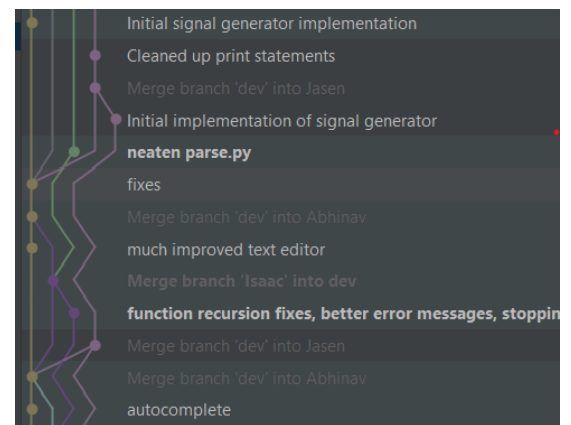 Initial signal generator implementation
Cleaned up print statements
Merge branch 'dev' into Jasen
Initial implementation of signal generator
neaten parse.py
fixes
Merge branch 'dev' into Abhinav
much improved text editor
Merge branch 'Isaac' into dev
function recursion fixes, better error messages, stoppin
Merge branch 'dev' into Jasen
Merge branch 'dev' into Abhinav
autocomplete